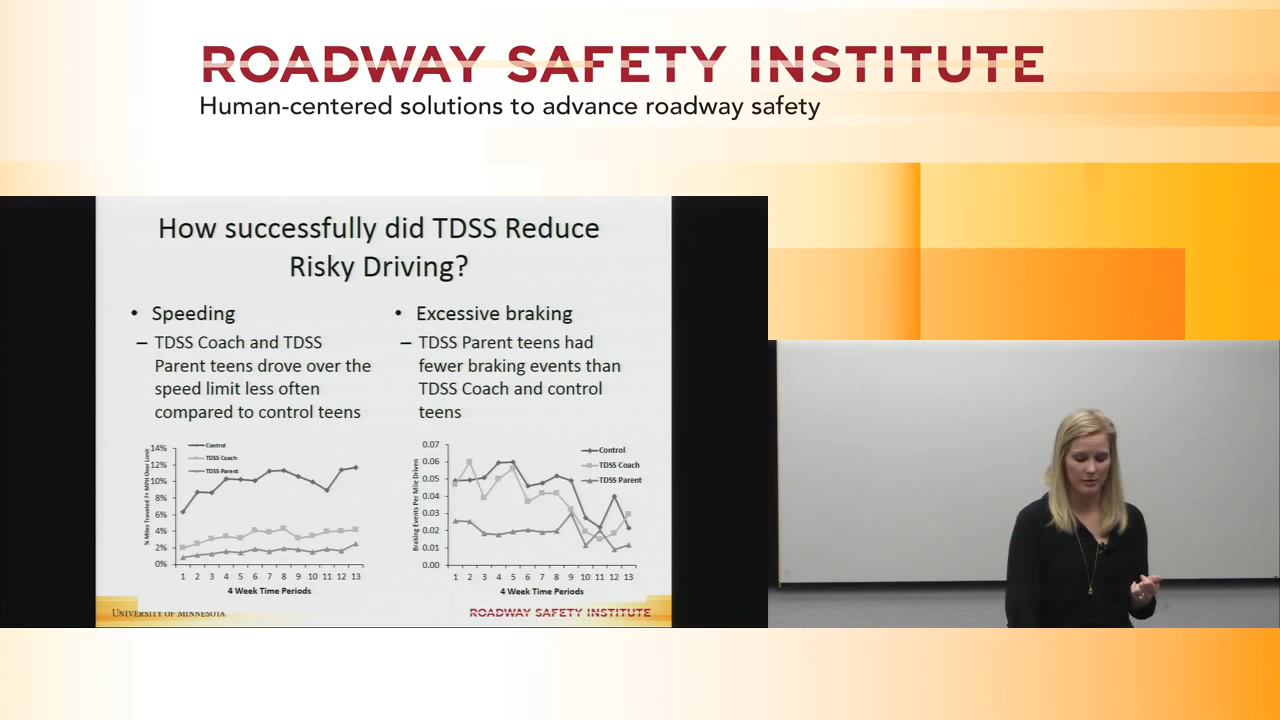 ROADWAY SAFETY INSTITUTE
Human-centered solutions to advance roadway safety
How successfully did TDSS Reduce
Risky Driving?
• Speeding
– TDSS Coach and TDSS
Parent teens drove over the
speed limit less often
compared to control teens
• Excessive braking
– TDSS Parent teens had
fewer braking events than
TDSS Coach and control
teens
% Miles Traveled 7+ MPH Over Limit
14%
12%
10%
8%
6%
4%
2%
0%
Control
TDSS Coach
TDSS Parent
1 2 3 4 5 6 7 8 9 10 11 12 13
4 Week Time Periods
Braking Events Per Mile Driven
0.07
0.06
0.05
0.04
0.03
0.02
0.01
0.00
Control
TDSS Coach
TDSS Parent
1 2 3 4 5 6 7 8 9 10 11 12 13
4 Week Time Periods
UNIVERSITY OF MINNESOTA
ROADWAY SAFETY INSTITUTE